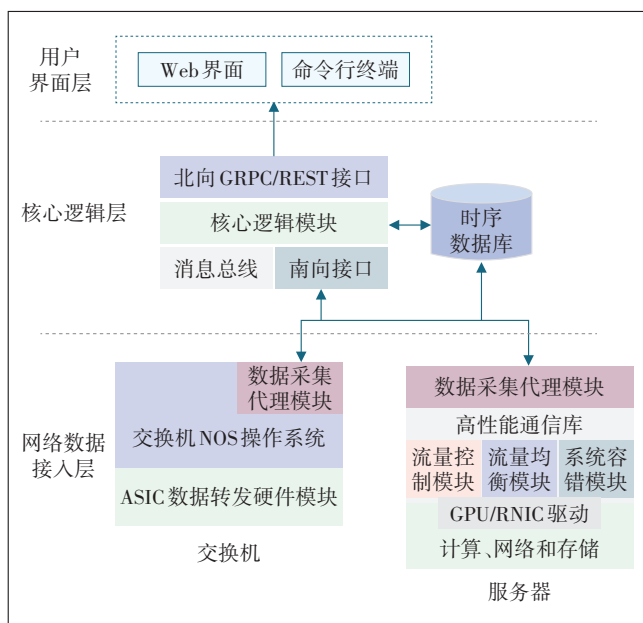 用户
界面层
Web界面
命令行终端
核心逻辑层
北向GRPC/REST接口
核心逻辑模块
消息总线
南向接口
时序
数据库
网络数据
接入层
数据采集
代理模块
交换机NOS操作系统
ASIC数据转发硬件模块
交换机
数据采集代理模块
高性能通信库
流量控
制模块
流量均
衡模块
系统容
错模块
GPU/RNIC驱动
计算、网络和存储
服务器